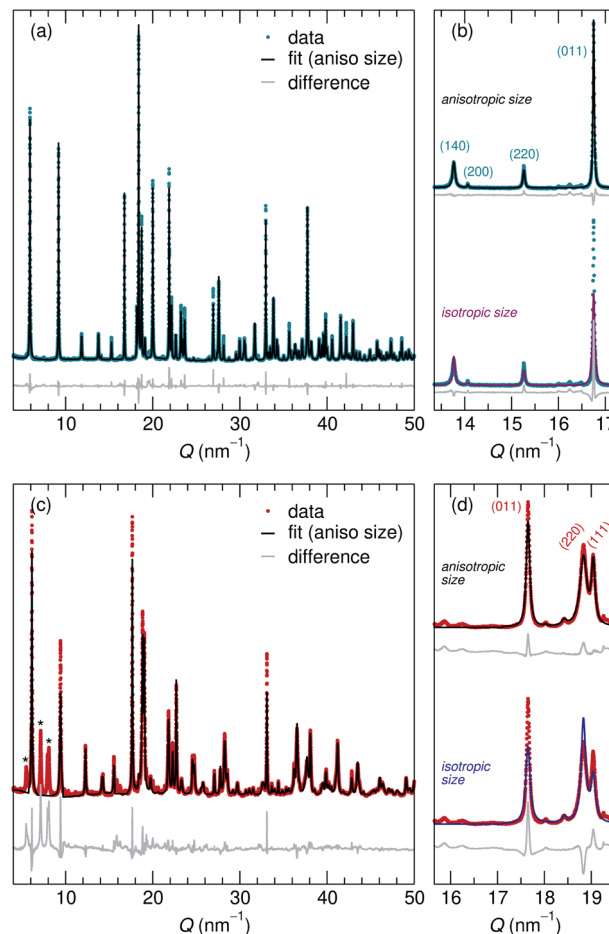 (a)
data
fit (aniso size)
difference
10 20 30 40 50
Q (nm⁻¹)
(b)
(011)
anisotropic size
(140)
(200)
(220)
isotropic size
14 15 16 17
Q (nm⁻¹)
(c)
data
fit (aniso size)
difference
* * *
10 20 30 40 50
Q (nm⁻¹)
(d)
(011)
(220)
(111)
anisotropic
size
isotropic
size
16 17 18 19
Q (nm⁻¹)